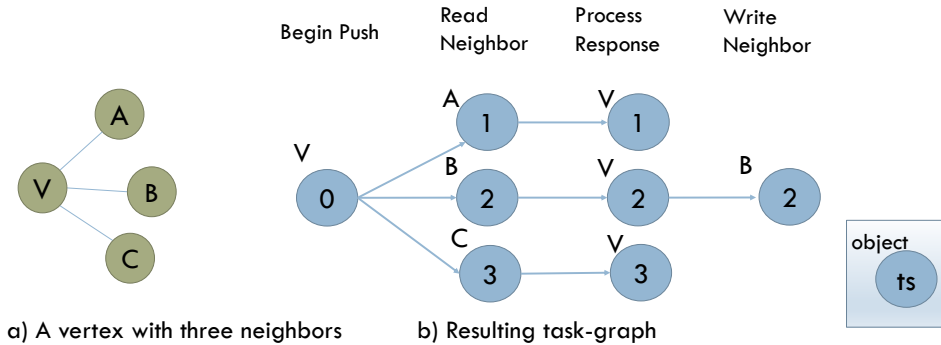 Begin Push
Read
Neighbor
Process
Response
Write
Neighbor
A
V
B
C
V
0
A
1
V
1
B
2
V
2
B
2
C
3
V
3
object
ts
a) A vertex with three neighbors
b) Resulting task-graph